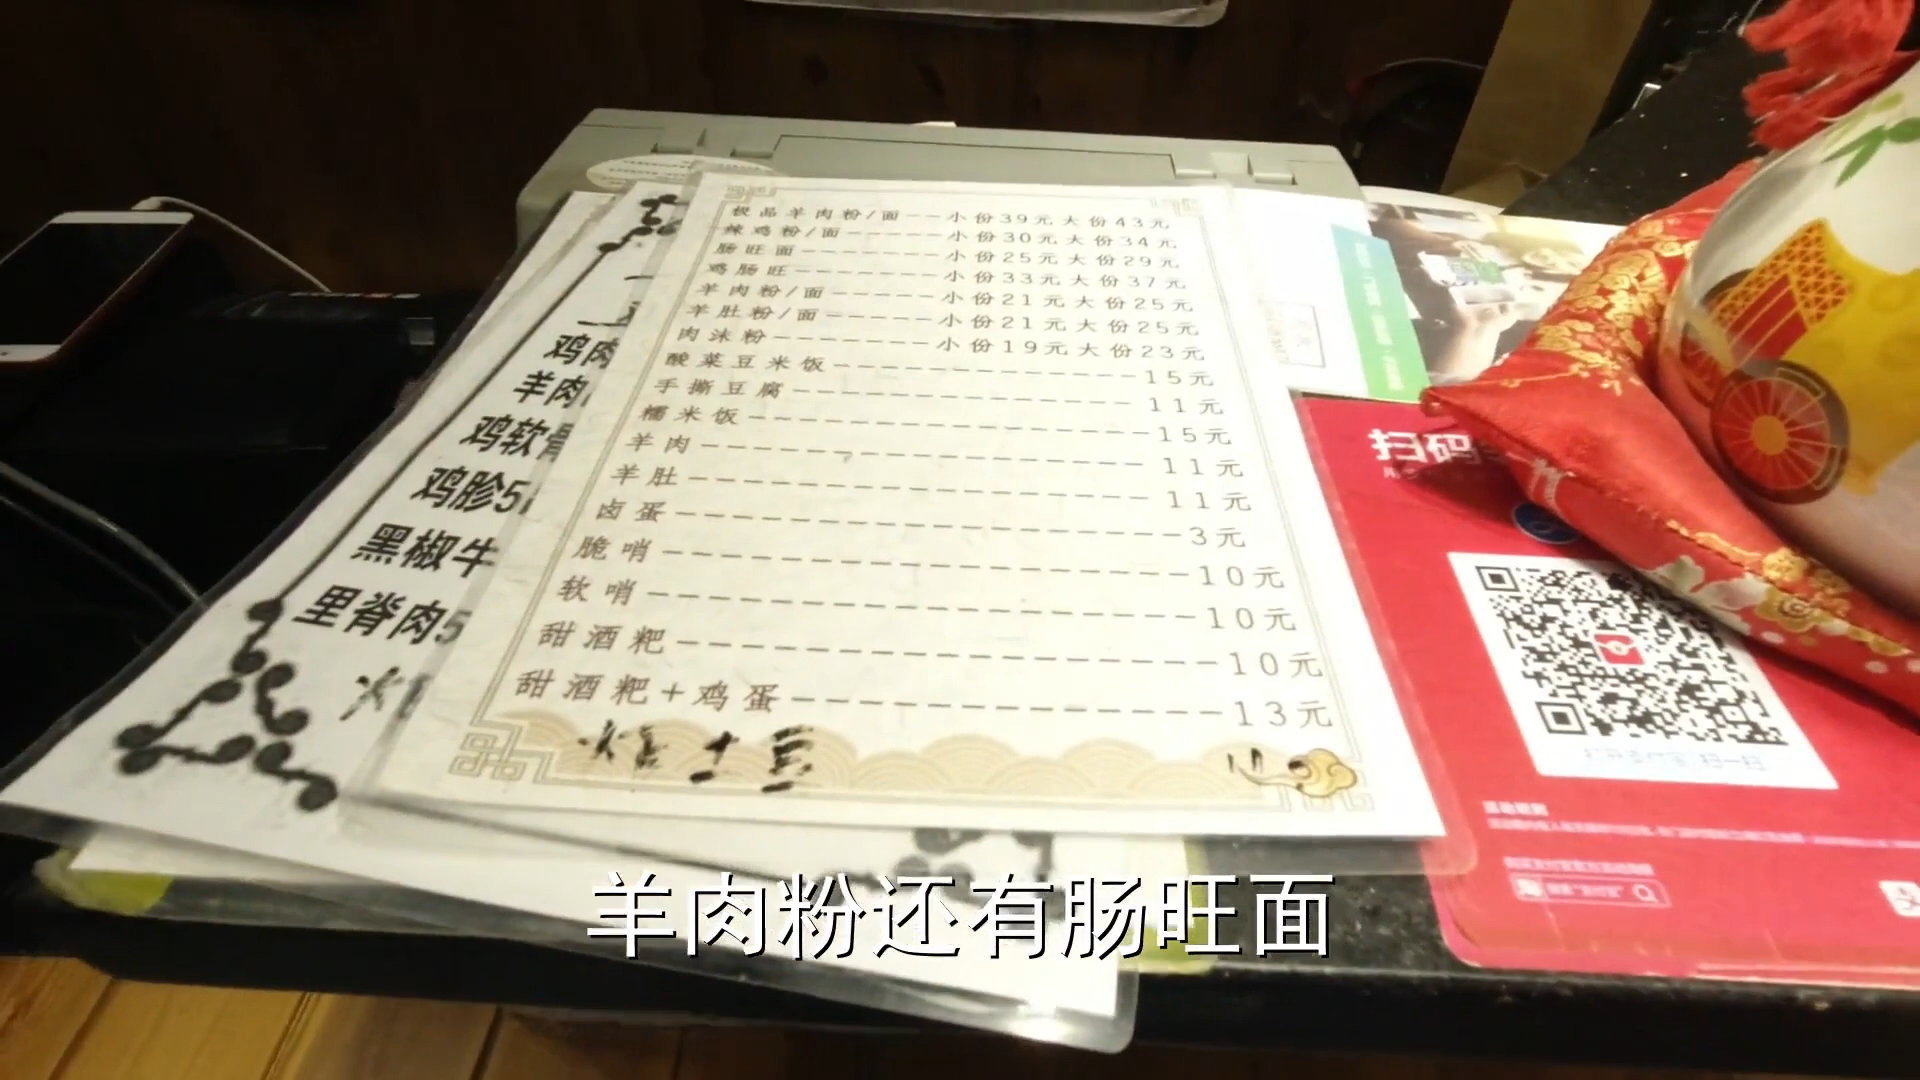 极品羊肉粉/面--小份39元大份43元
辣鸡粉/面-----小份30元大份34元
肠旺面-------小份25元大份29元
鸡肠旺-------小份33元大份37元
羊肉粉/面-----小份21元大份25元
羊肚粉/面-----小份21元大份25元
肉沫粉-------小份19元大份23元
酸菜豆米饭-------------15元
手撕豆腐--------------11元
糯米饭----------------15元
羊肉-----------------11元
羊肚-----------------11元
卤蛋------------------3元
脆哨------------------10元
软哨-------------------10元
甜酒粑------------------10元
甜酒粑+鸡蛋--------------13元
鸡肉
羊肉
鸡软骨
鸡胗5
黑椒牛
里脊肉5
扫码
羊肉粉还有肠旺面